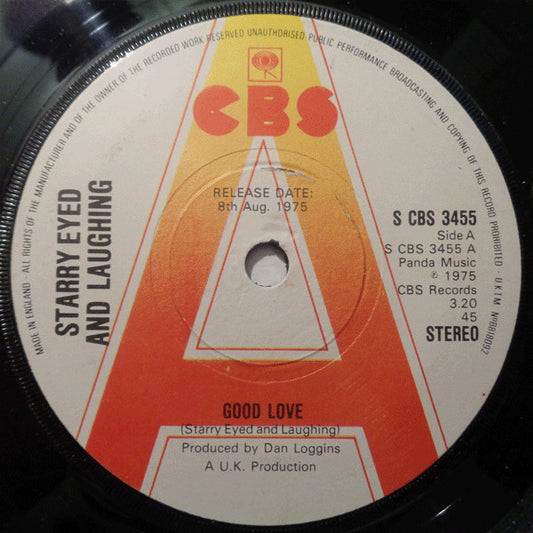 MADE IN ENGLAND · ALL RIGHTS OF THE MANUFACTURER AND OF THE OWNER OF THE RECORDED WORK RESERVED UNAUTHORISED PUBLIC PERFORMANCE BROADCASTING AND COPYING OF THIS RECORD PROHIBITED · U.K.T.M. Nº B818092
CBS
RELEASE DATE:
8th Aug. 1975
STARRY EYED
AND LAUGHING
S CBS 3455
Side A
S CBS 3455 A
Panda Music
℗ 1975
CBS Records
3.20
45
STEREO
GOOD LOVE
(Starry Eyed and Laughing)
Produced by Dan Loggins
A U.K. Production
A